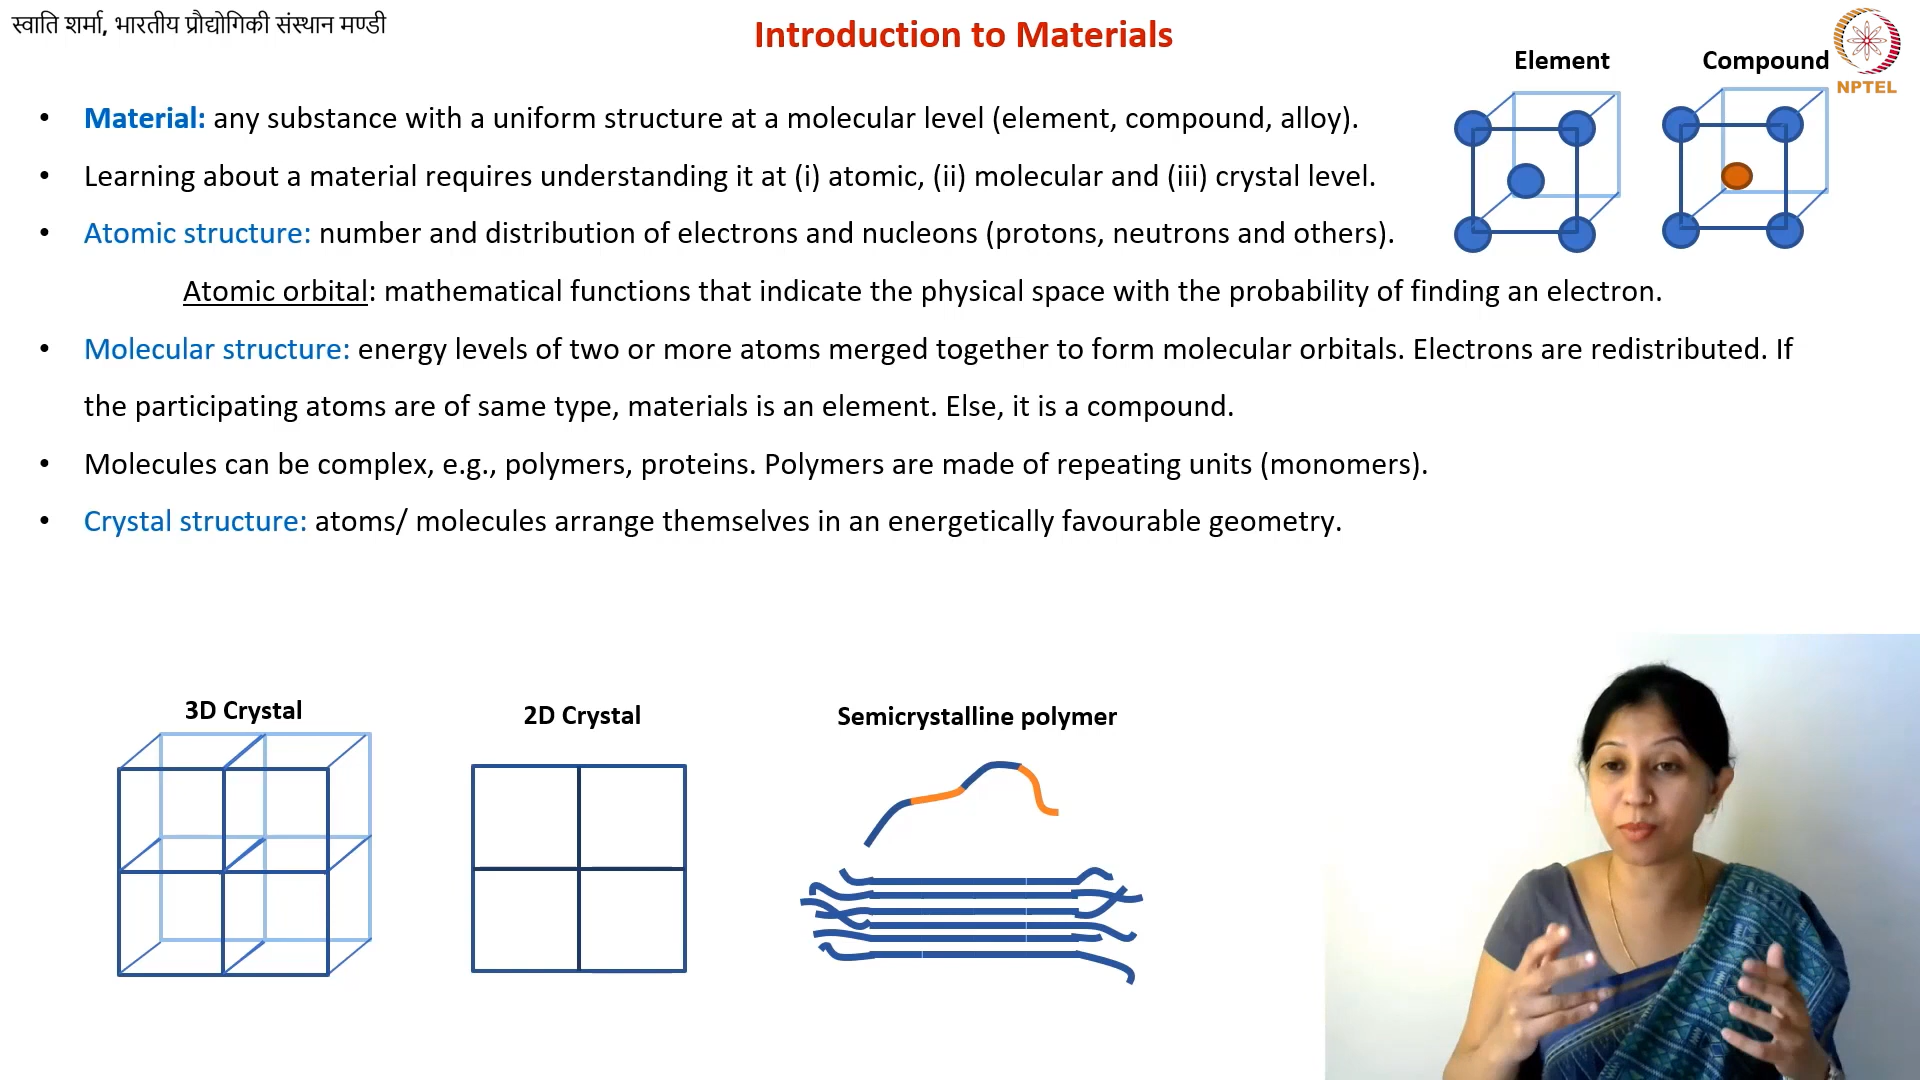 स्वाति शर्मा, भारतीय प्रौद्योगिकी संस्थान मण्डी
Introduction to Materials
Element
Compound
NPTEL
• Material: any substance with a uniform structure at a molecular level (element, compound, alloy).
• Learning about a material requires understanding it at (i) atomic, (ii) molecular and (iii) crystal level.
• Atomic structure: number and distribution of electrons and nucleons (protons, neutrons and others).
Atomic orbital: mathematical functions that indicate the physical space with the probability of finding an electron.
• Molecular structure: energy levels of two or more atoms merged together to form molecular orbitals. Electrons are redistributed. If
the participating atoms are of same type, materials is an element. Else, it is a compound.
• Molecules can be complex, e.g., polymers, proteins. Polymers are made of repeating units (monomers).
• Crystal structure: atoms/ molecules arrange themselves in an energetically favourable geometry.
3D Crystal
2D Crystal
Semicrystalline polymer